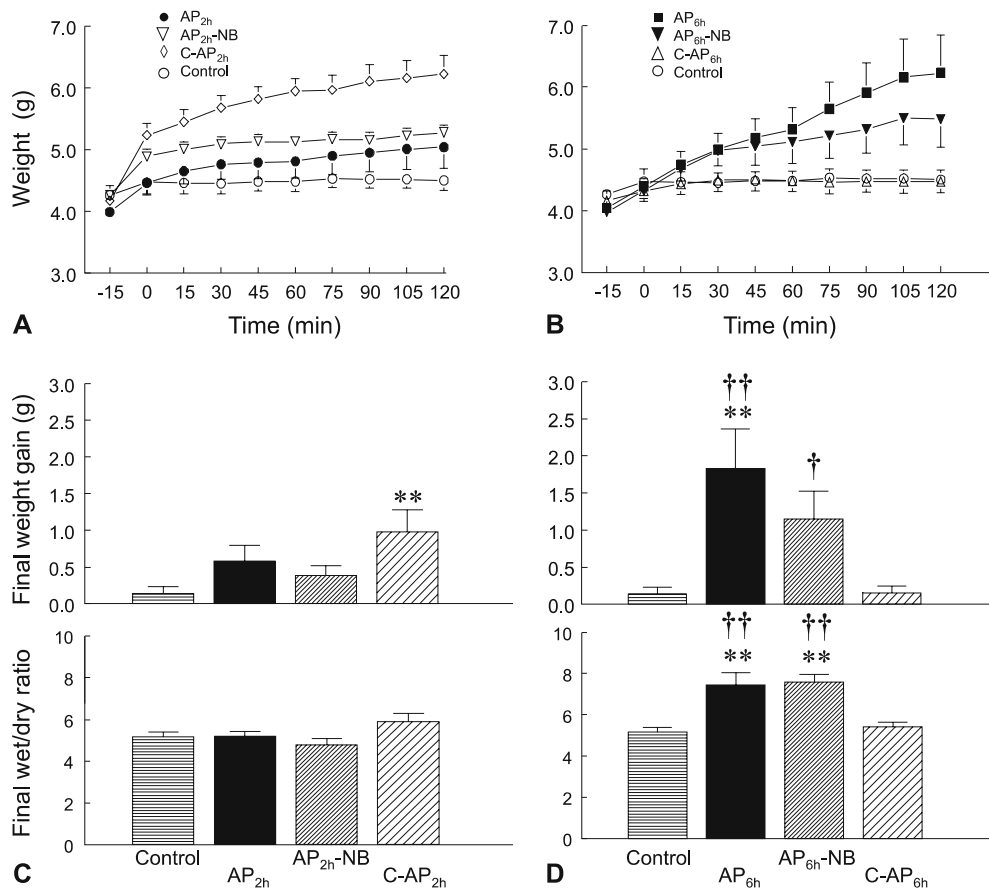 AP2h
AP2h-NB
C-AP2h
Control
Weight (g)
7.0
6.0
5.0
4.0
3.0
-15 0 15 30 45 60 75 90 105 120
A
Time (min)
AP6h
AP6h-NB
C-AP6h
Control
7.0
6.0
5.0
4.0
3.0
-15 0 15 30 45 60 75 90 105 120
B
Time (min)
Final weight gain (g)
3.0
2.5
2.0
1.5
1.0
0.5
0.0
**
3.0
2.5
2.0
1.5
1.0
0.5
0.0
††
**
†
Final wet/dry ratio
10
8
6
4
2
0
Control
AP2h
AP2h-NB
C-AP2h
C
10
8
6
4
2
0
††
**
††
**
Control
AP6h
AP6h-NB
C-AP6h
D